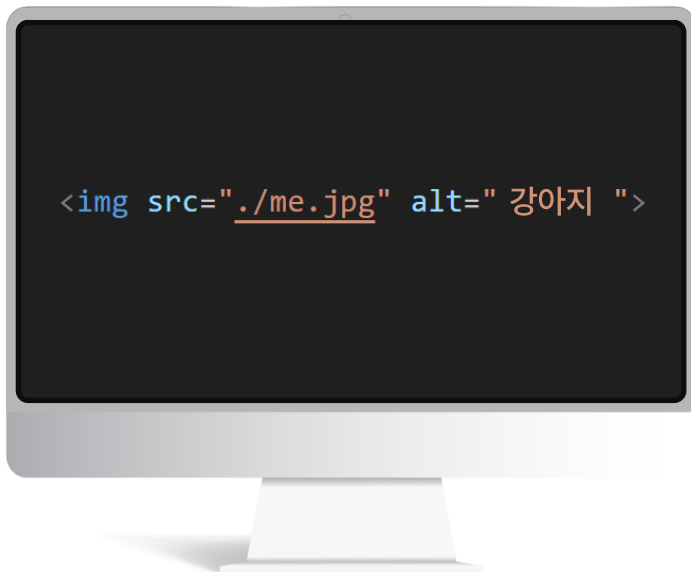 <img src="./me.jpg" alt=" 강아지 ">